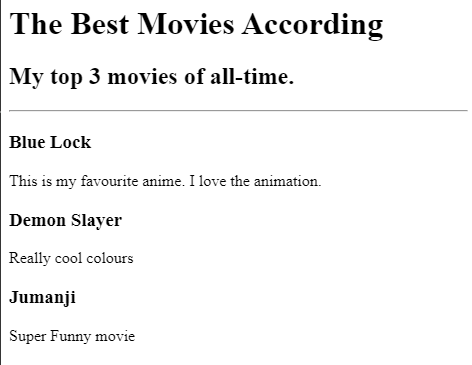 The Best Movies According
My top 3 movies of all-time.
Blue Lock
This is my favourite anime. I love the animation.
Demon Slayer
Really cool colours
Jumanji
Super Funny movie